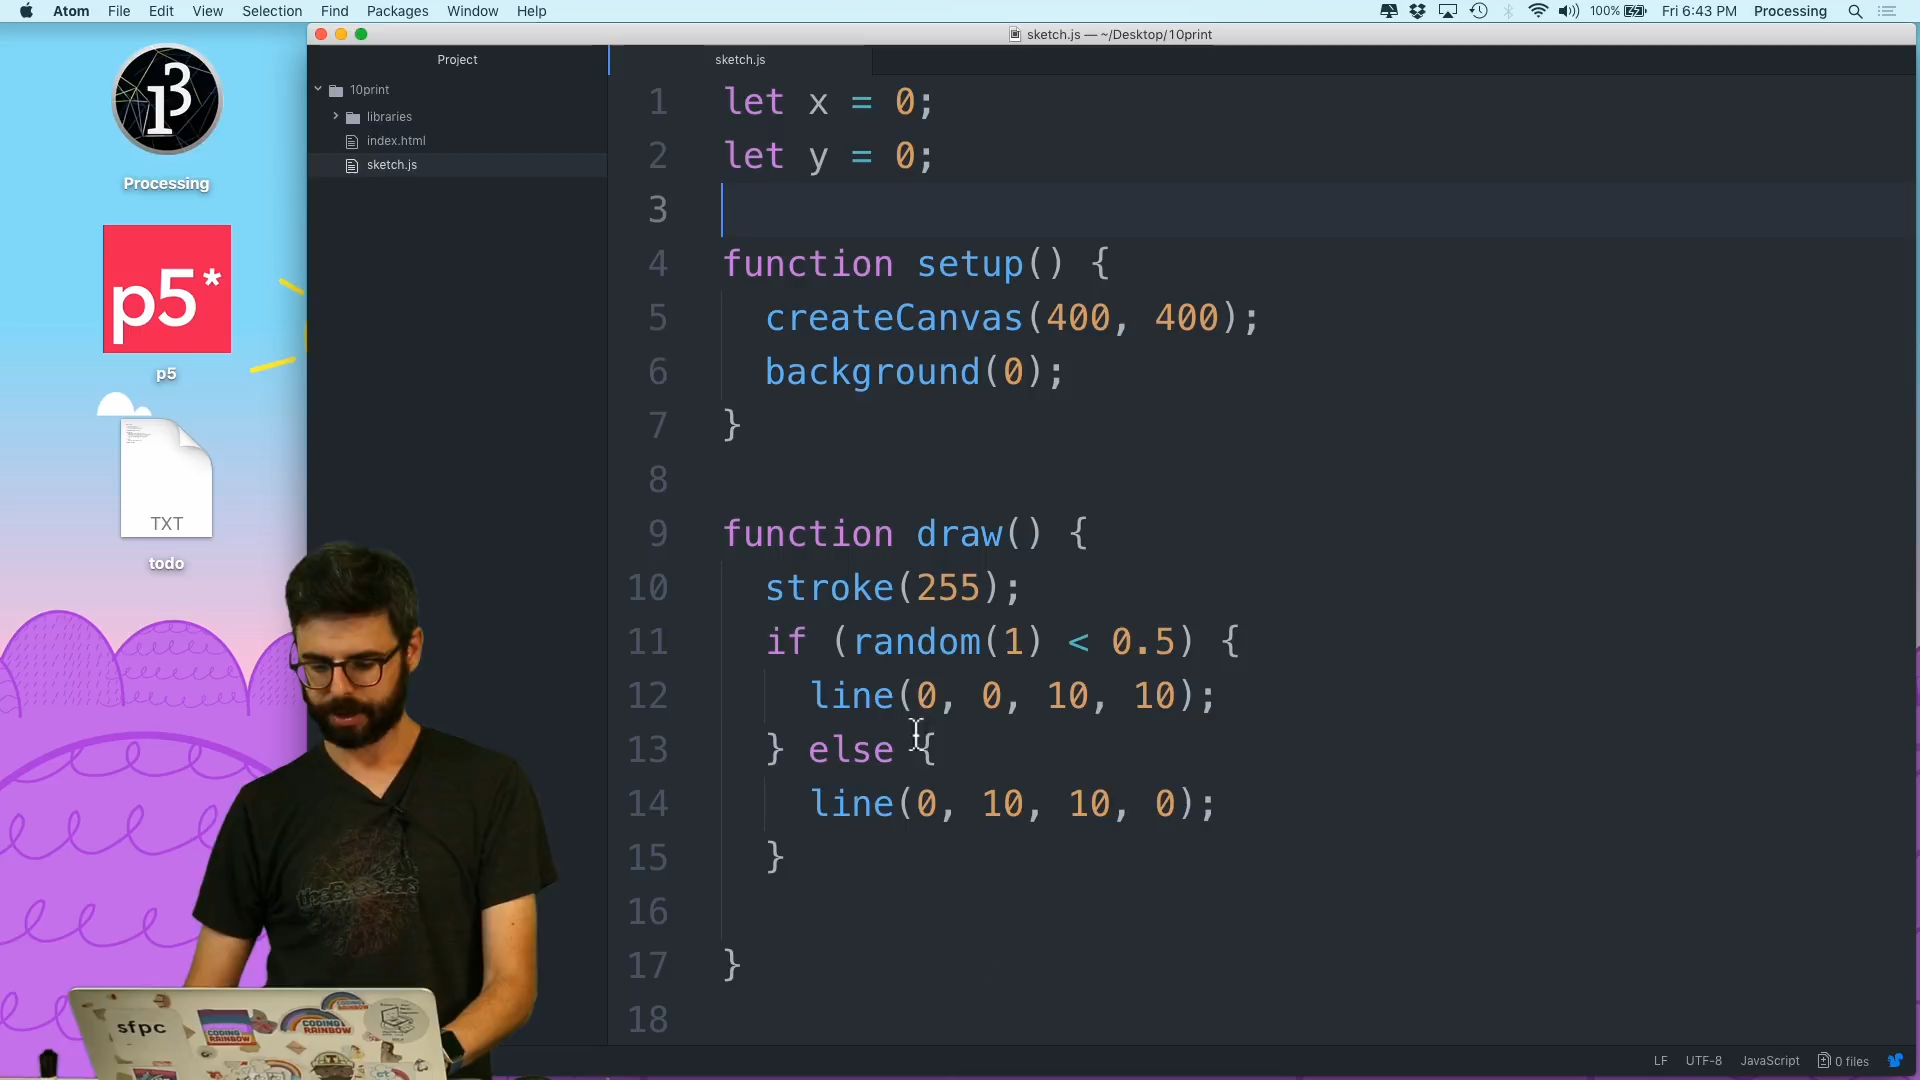 Atom File Edit View Selection Find Packages Window Help
100% Fri 6:43 PM Processing
sketch.js — ~/Desktop/10print
Project
sketch.js
10print
libraries
index.html
sketch.js
Processing
p5*
p5
TXT
todo
1 let x = 0;
2 let y = 0;
3
4 function setup() {
5 createCanvas(400, 400);
6 background(0);
7 }
8
9 function draw() {
10 stroke(255);
11 if (random(1) < 0.5) {
12 line(0, 0, 10, 10);
13 } else {
14 line(0, 10, 10, 0);
15 }
16
17 }
18
sfpc
CODING RAINBOW
CODING RAINBOW
LF UTF-8 JavaScript 0 files